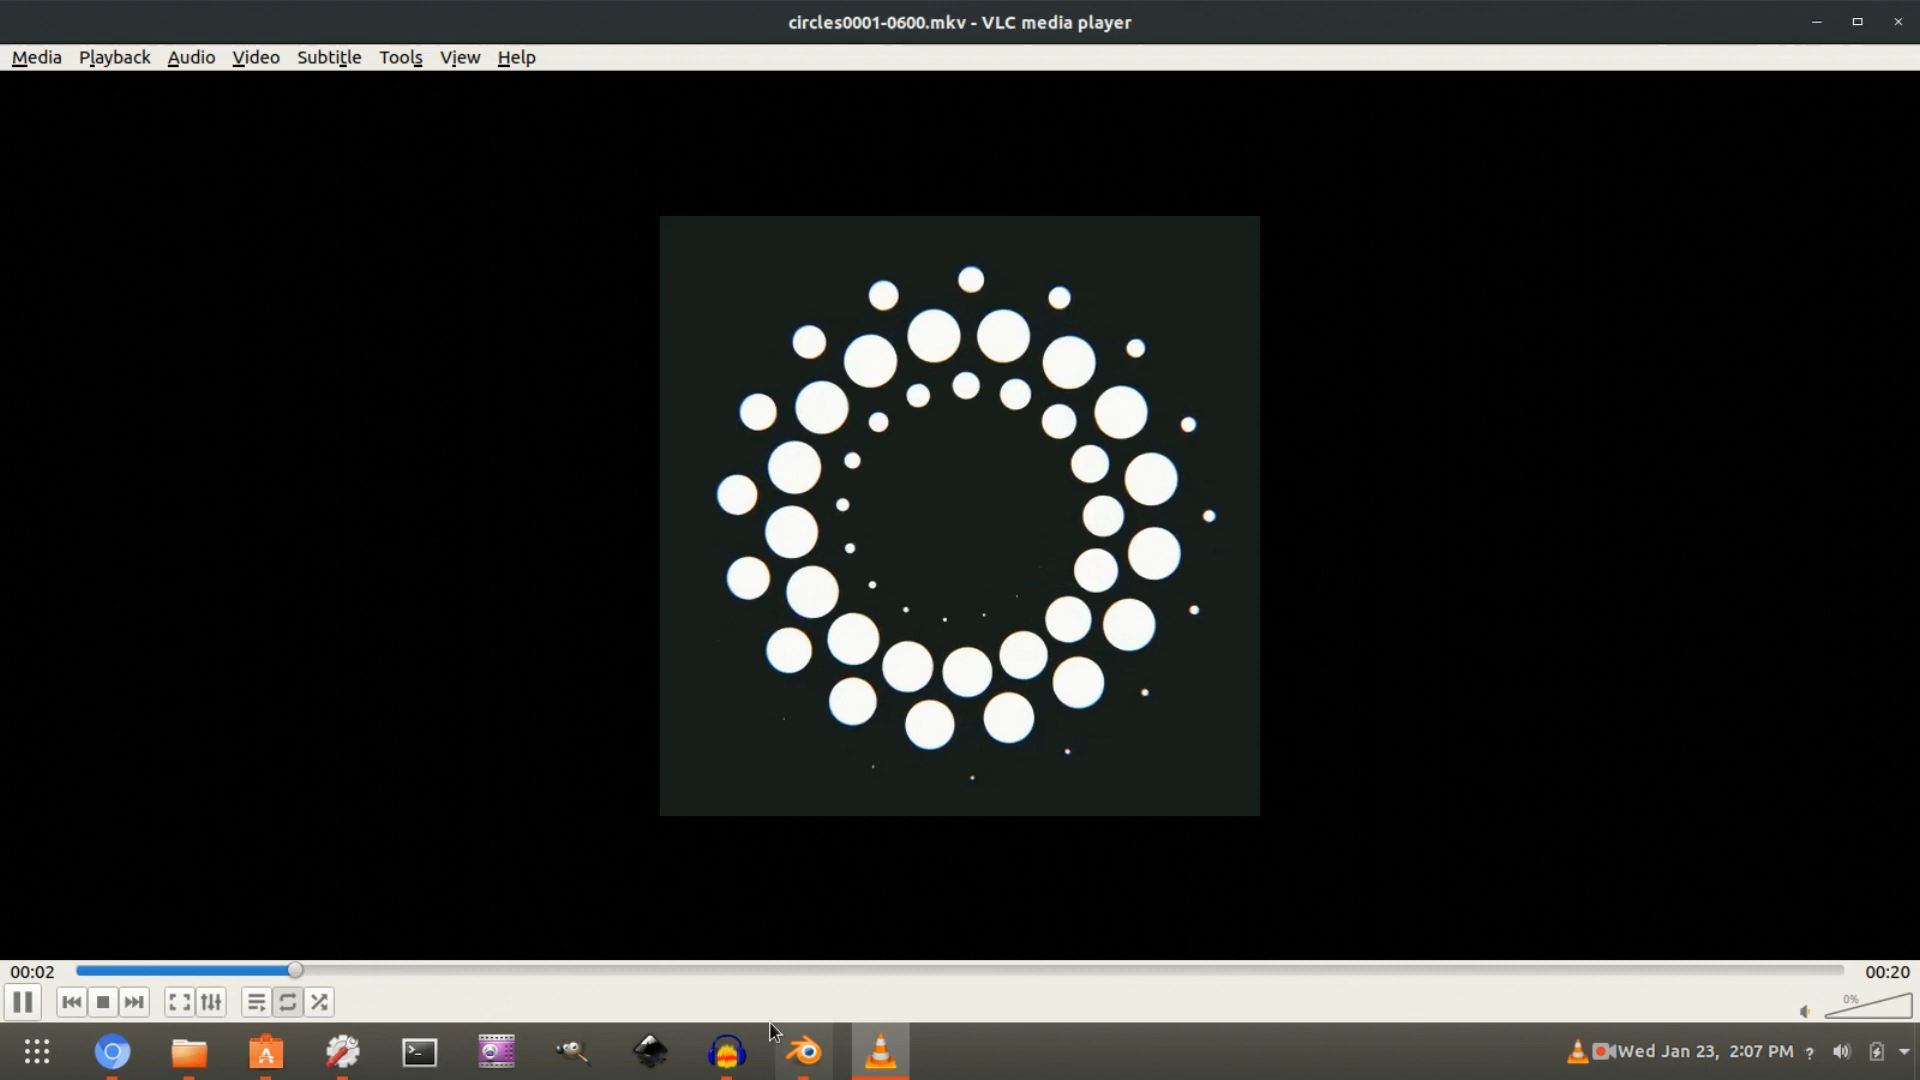 circles0001-0600.mkv - VLC media player
Media Playback Audio Video Subtitle Tools View Help
00:02 00:20
0%
Wed Jan 23, 2:07 PM ?